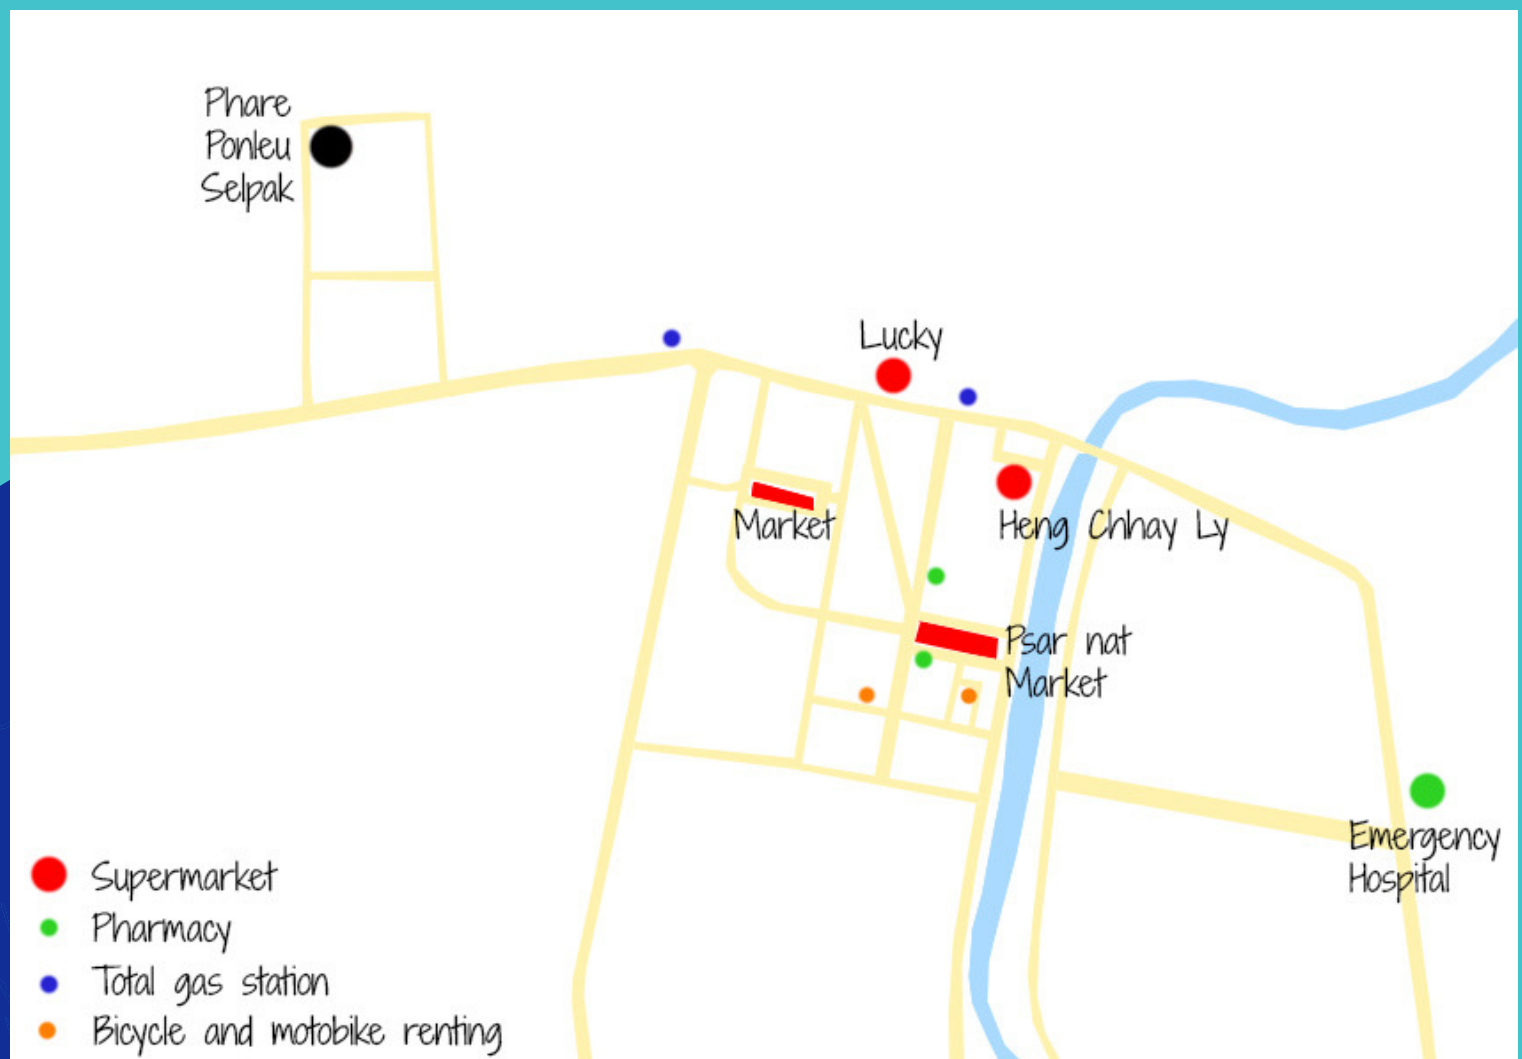 Phare
Ponleu
Selpak
Lucky
Market
Heng Chhay Ly
Psar nat
Market
Emergency
Hospital
Supermarket
Pharmacy
Total gas station
Bicycle and motobike renting